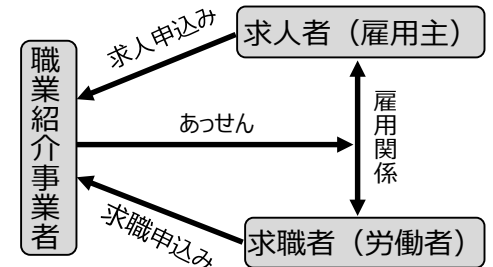 求人申込み
求人者（雇用主）
職業紹介事業者
あっせん
雇用関係
求職申込み
求職者（労働者）